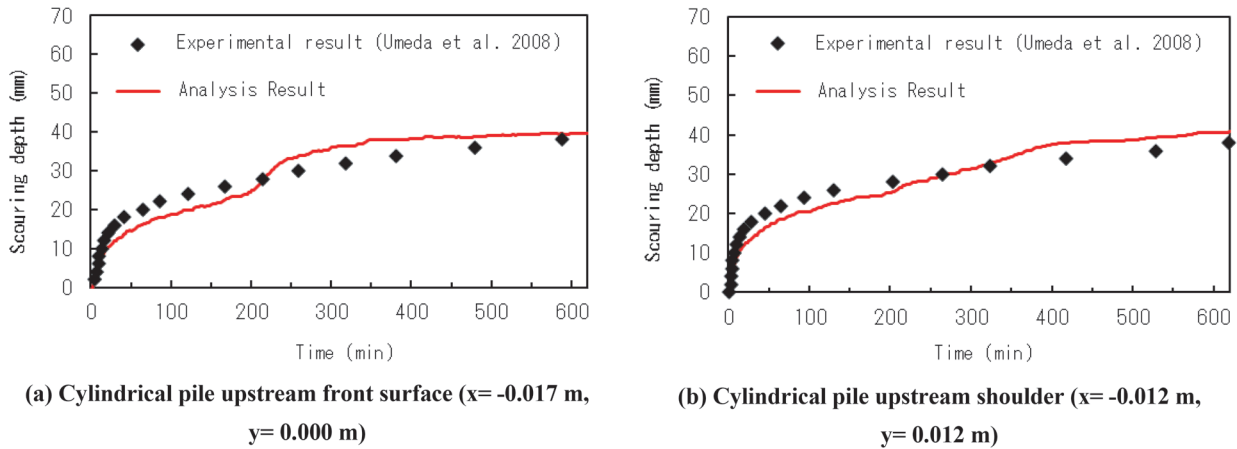 70
60
50
40
30
20
10
0
Scouring depth (mm)
Experimental result (Umeda et al. 2008)
Analysis Result
0 100 200 300 400 500 600
Time (min)
(a) Cylindrical pile upstream front surface (x= -0.017 m,
y= 0.000 m)
70
60
50
40
30
20
10
0
Scouring depth (mm)
Experimental result (Umeda et al. 2008)
Analysis Result
0 100 200 300 400 500 600
Time (min)
(b) Cylindrical pile upstream shoulder (x= -0.012 m,
y= 0.012 m)